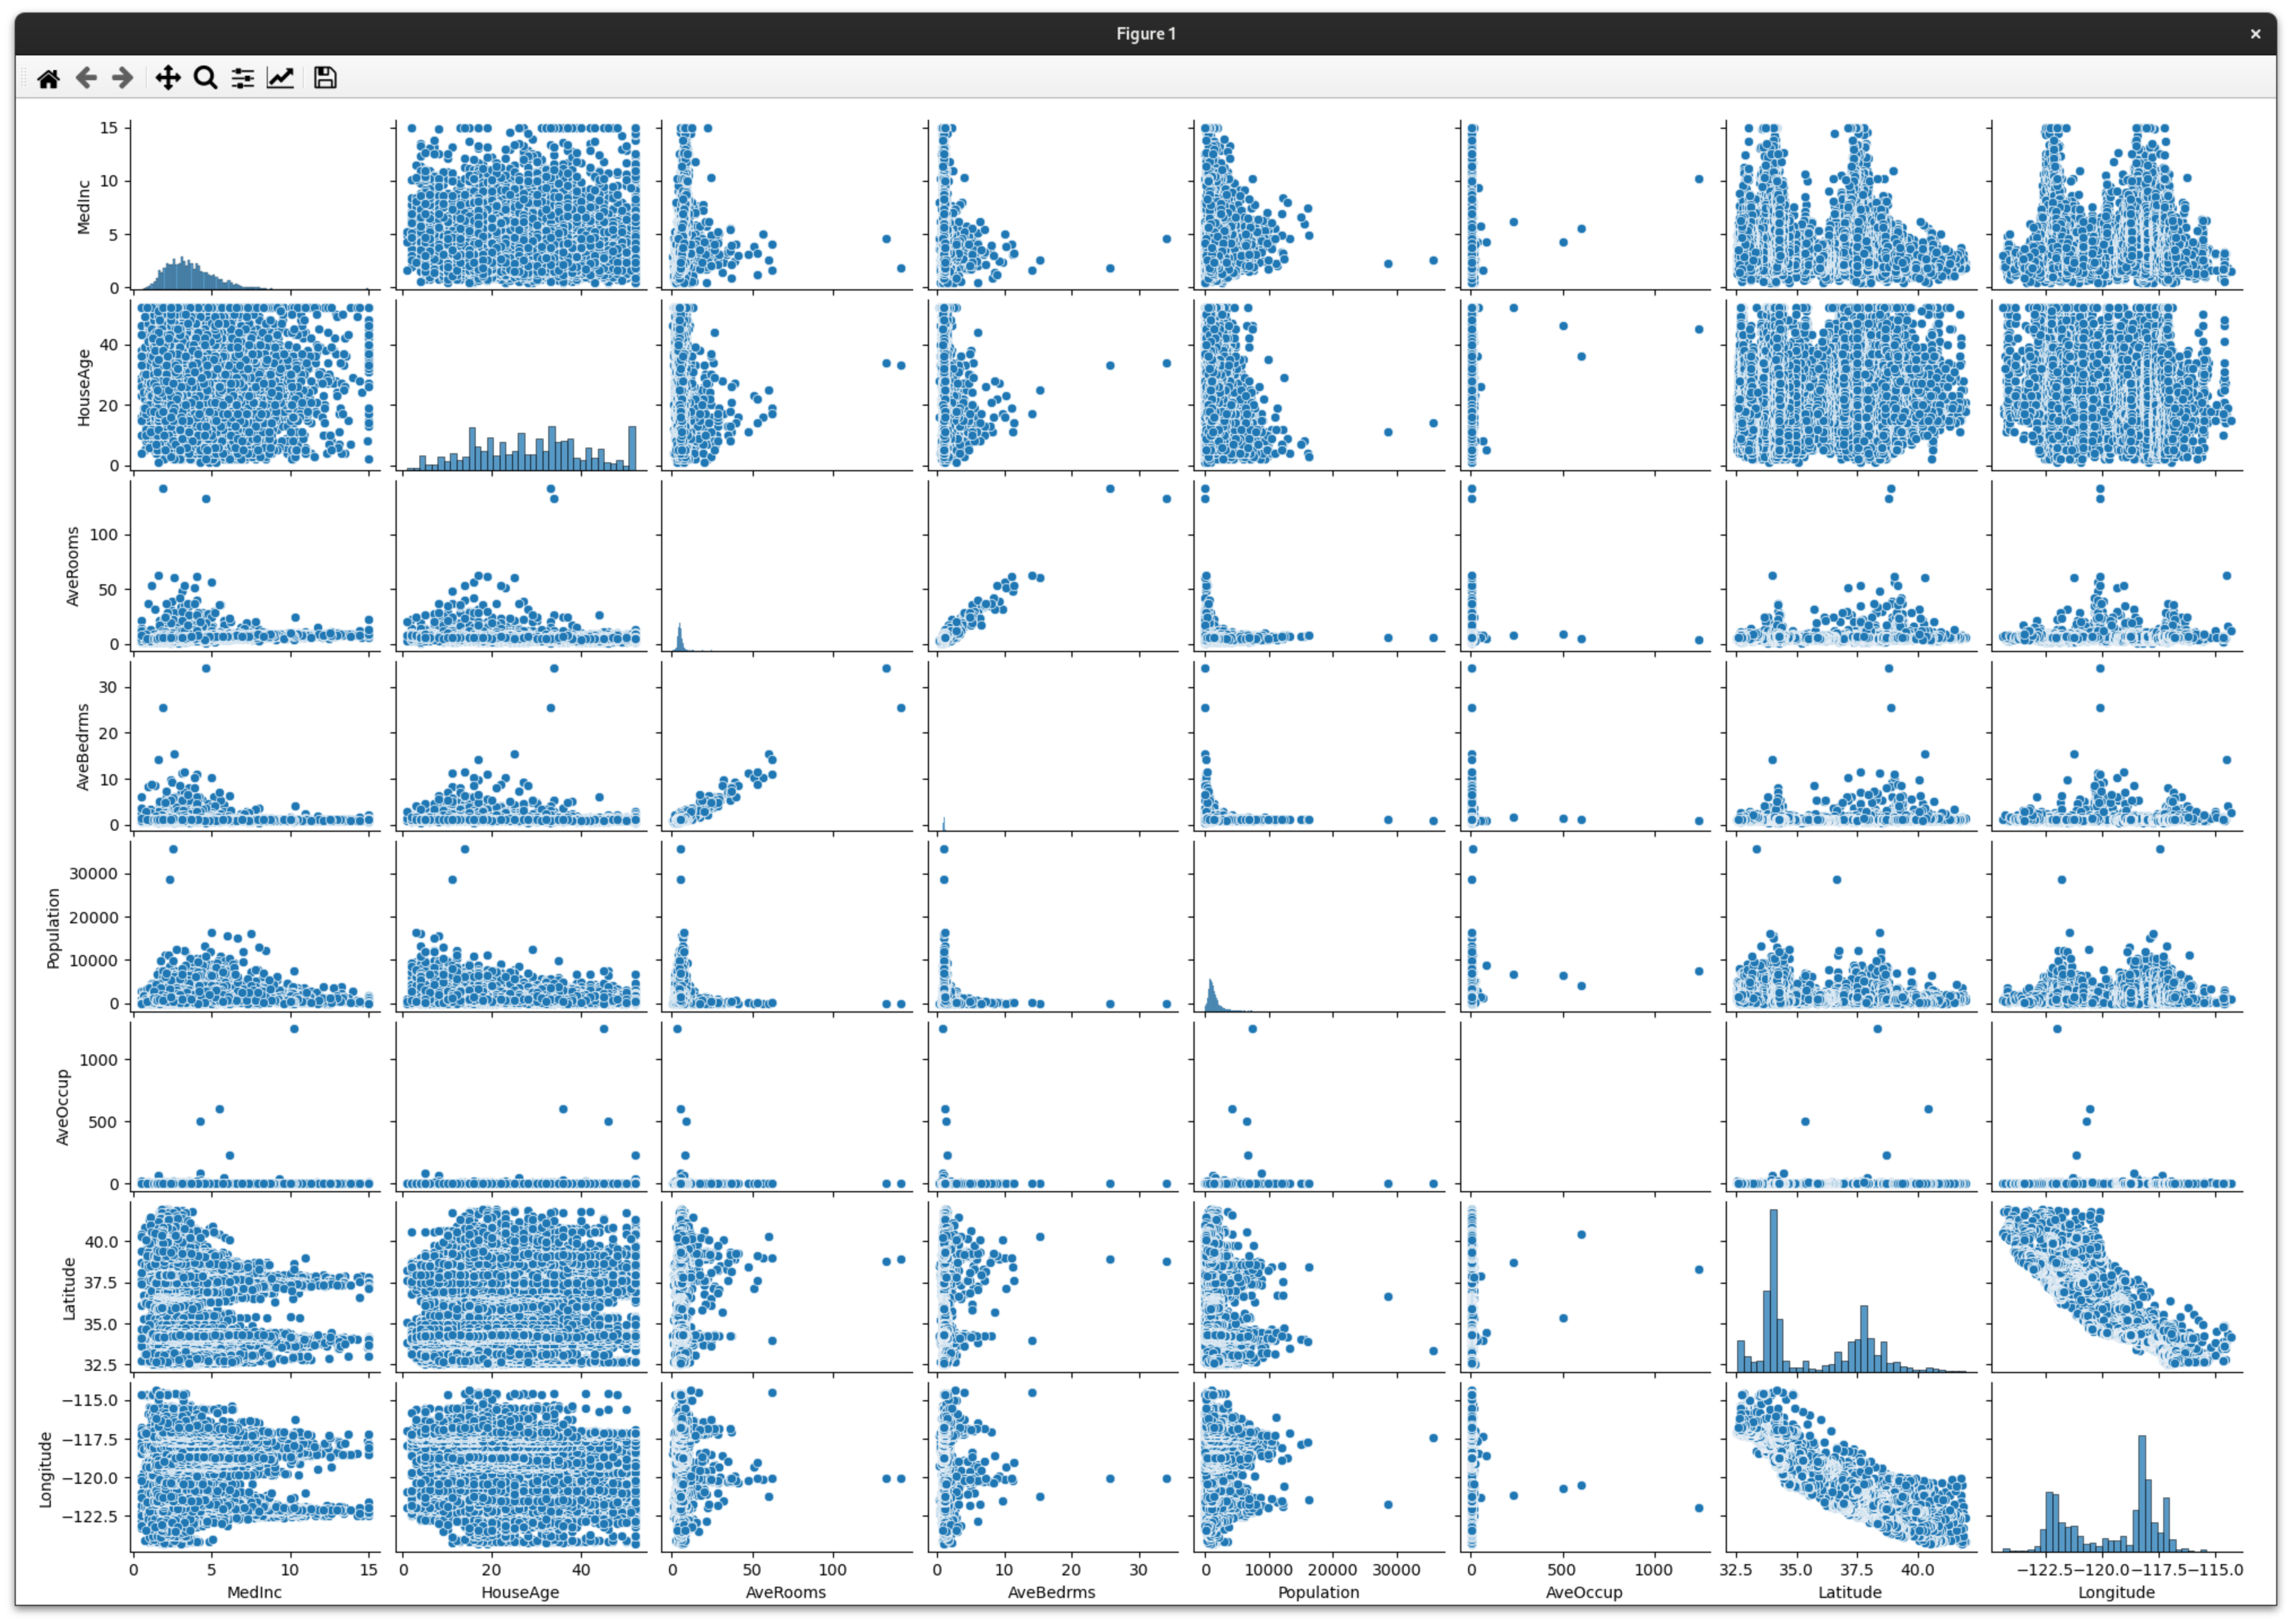 Figure 1
×
15
10
5
0
MedInc
40
20
0
HouseAge
100
50
0
AveRooms
30
20
10
0
AveBedrms
30000
20000
10000
0
Population
1000
500
0
AveOccup
40.0
37.5
35.0
32.5
Latitude
−115.0
−117.5
−120.0
−122.5
Longitude
0 5 10 15 0 20 40 0 50 100 0 10 20 30 0 10000 20000 30000 0 500 1000 32.5 35.0 37.5 40.0 −122.5 −120.0 −117.5 −115.0
MedInc HouseAge AveRooms AveBedrms Population AveOccup Latitude Longitude